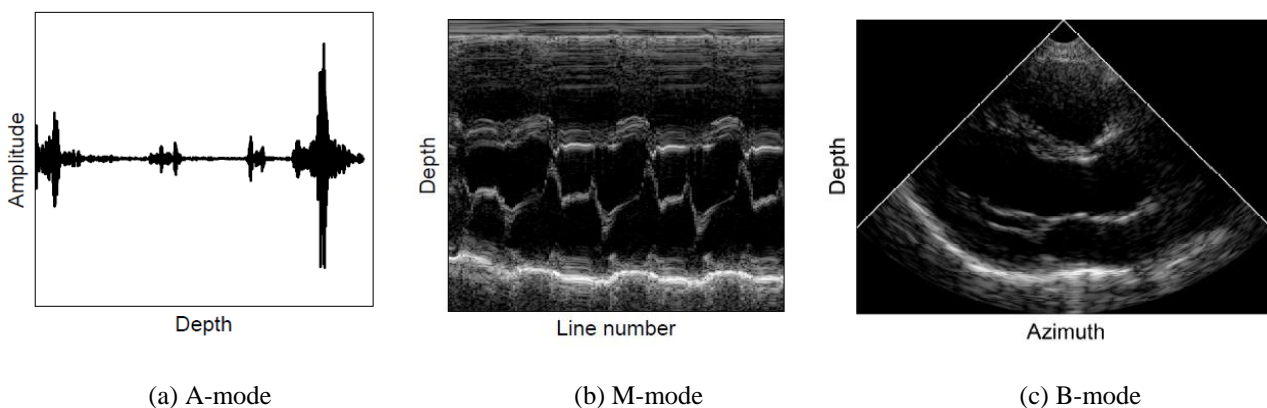 Amplitude
Depth
(a) A-mode
Depth
Line number
(b) M-mode
Depth
Azimuth
(c) B-mode